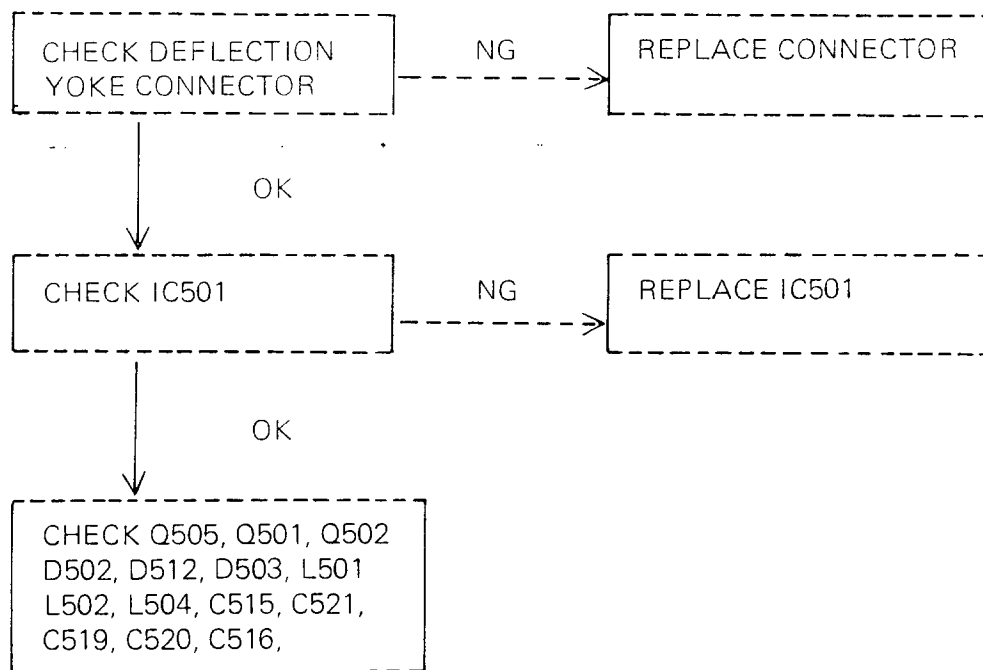 CHECK DEFLECTION
YOKE CONNECTOR
NG
REPLACE CONNECTOR
OK
CHECK IC501
NG
REPLACE IC501
OK
CHECK Q505, Q501, Q502
D502, D512, D503, L501
L502, L504, C515, C521,
C519, C520, C516,